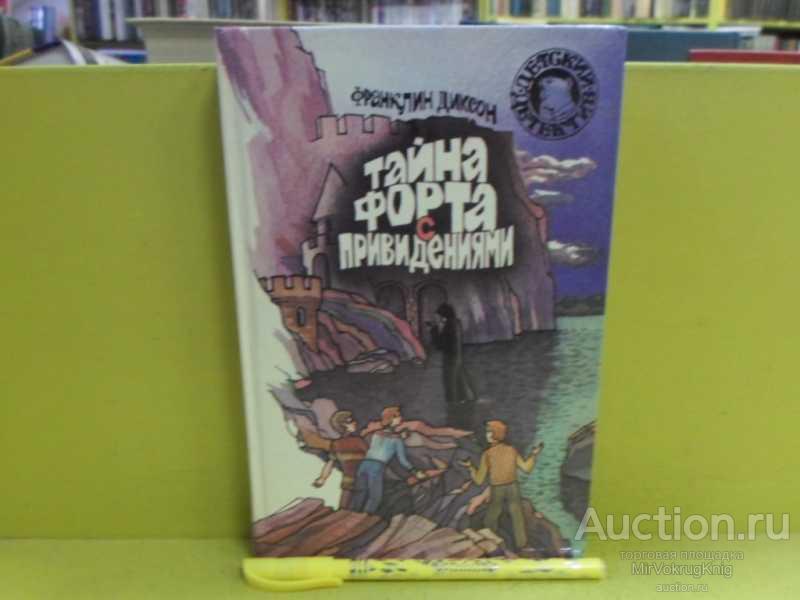 ФРАНКЛИН ДИКСОН
ДЕТСКИЙ ДЕТЕКТИВ
ТАЙНА
ФОРТА
С
ПРИВИДЕНИЯМИ
Auction.ru
торговая площадка
MirVokrugKnig
auction.ru